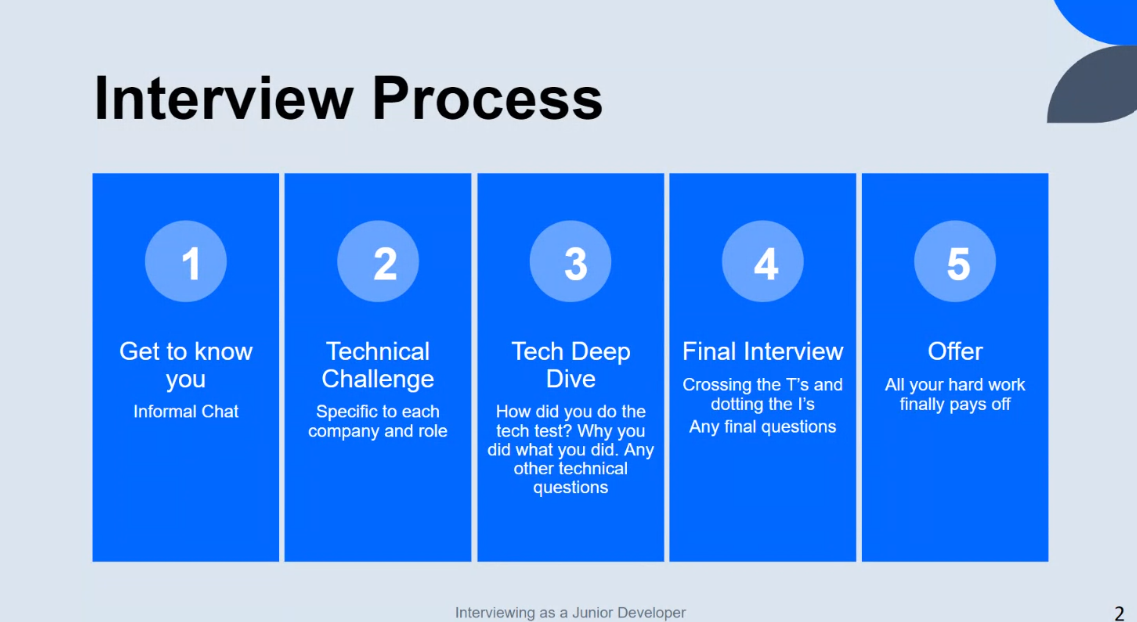 Interview Process
1
Get to know
you
Informal Chat
2
Technical
Challenge
Specific to each
company and role
3
Tech Deep
Dive
How did you do the
tech test? Why you
did what you did. Any
other technical
questions
4
Final Interview
Crossing the T’s and
dotting the I’s
Any final questions
5
Offer
All your hard work
finally pays off
Interviewing as a Junior Developer
2